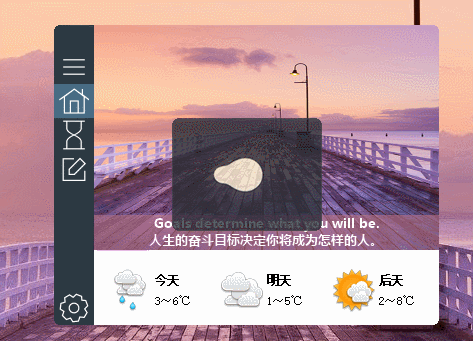 Goals determine what you will be.
人生的奋斗目标决定你将成为怎样的人。
今天
3～6℃
明天
1～5℃
后天
2～8℃